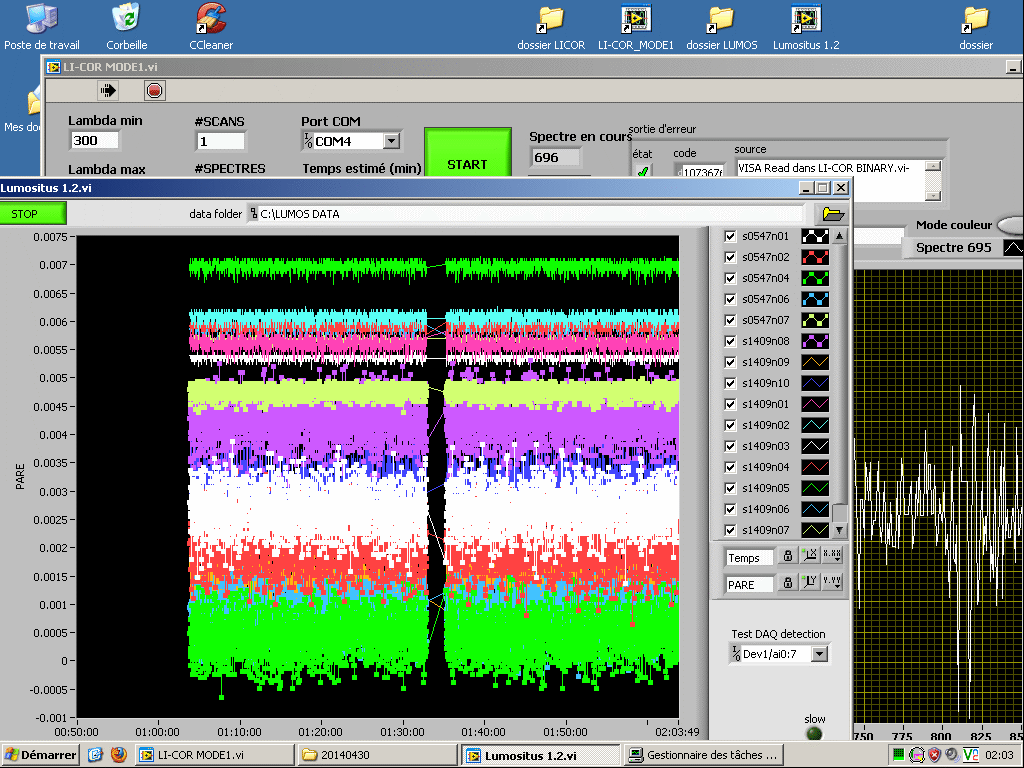 Poste de travail
Corbeille
CCleaner
dossier LICOR
LI-COR_MODE1
dossier LUMOS
Lumositus 1.2
dossier
LI-COR MODE1.vi
Lambda min
300
#SCANS
1
Port COM
COM4
START
Spectre en cours
696
sortie d'erreur
état
code
source
VISA Read dans LI-COR BINARY.vi-
Lambda max
#SPECTRES
Temps estimé (min)
Mode couleur
Spectre 695
Lumositus 1.2.vi
STOP
data folder
C:\LUMOS DATA
0.0075
0.007
0.0065
0.006
0.0055
0.005
0.0045
0.004
0.0035
0.003
0.0025
0.002
0.0015
0.001
0.0005
0
-0.0005
-0.001
PARE
00:50:00
01:00:00
01:10:00
01:20:00
01:30:00
01:40:00
01:50:00
02:03:49
s0547n01
s0547n02
s0547n04
s0547n06
s0547n07
s1409n08
s1409n09
s1409n10
s1409n01
s1409n02
s1409n03
s1409n04
s1409n05
s1409n06
s1409n07
Temps
PARE
Test DAQ detection
Dev1/ai0:7
slow
750
775
800
825
Démarrer
LI-COR MODE1.vi
20140430
Lumositus 1.2.vi
Gestionnaire des tâches ...
02:03